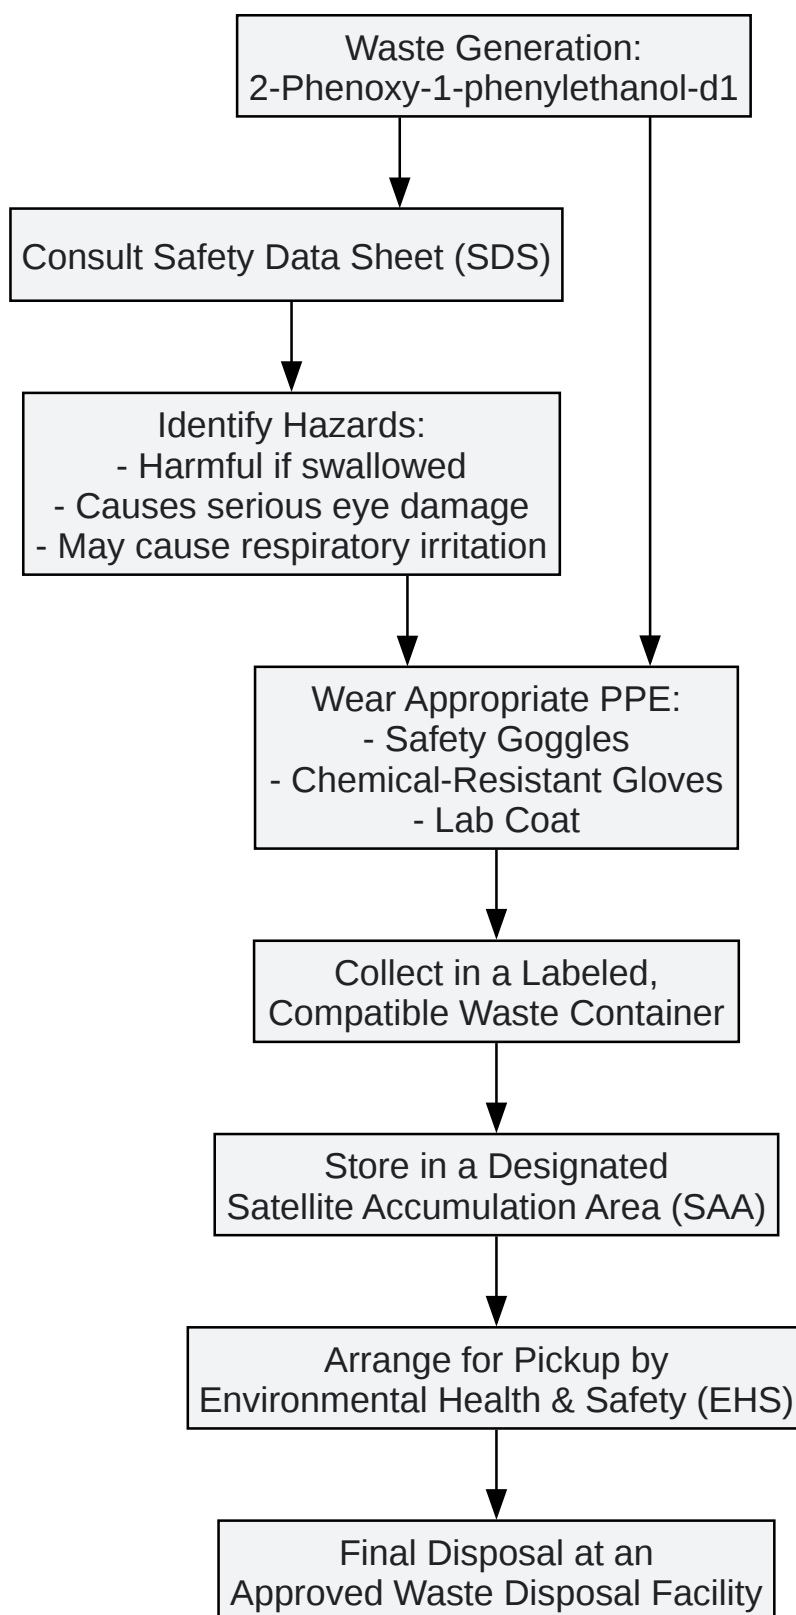 Waste Generation:
2-Phenoxy-1-phenylethanol-d1
Consult Safety Data Sheet (SDS)
Identify Hazards:
- Harmful if swallowed
- Causes serious eye damage
- May cause respiratory irritation
Wear Appropriate PPE:
- Safety Goggles
- Chemical-Resistant Gloves
- Lab Coat
Collect in a Labeled,
Compatible Waste Container
Store in a Designated
Satellite Accumulation Area (SAA)
Arrange for Pickup by
Environmental Health & Safety (EHS)
Final Disposal at an
Approved Waste Disposal Facility